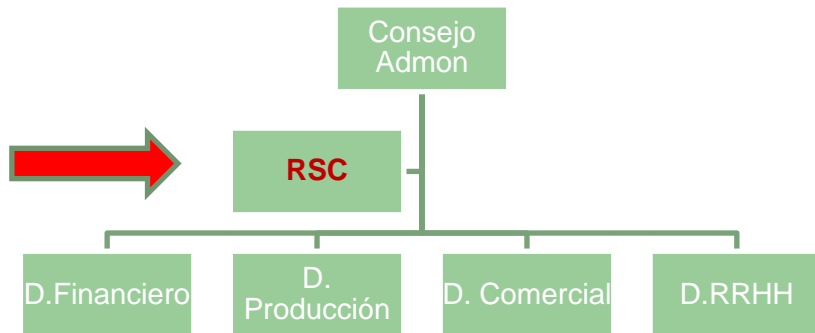 Consejo
Admon
RSC
D.Financiero
D.
Producción
D. Comercial
D.RRHH